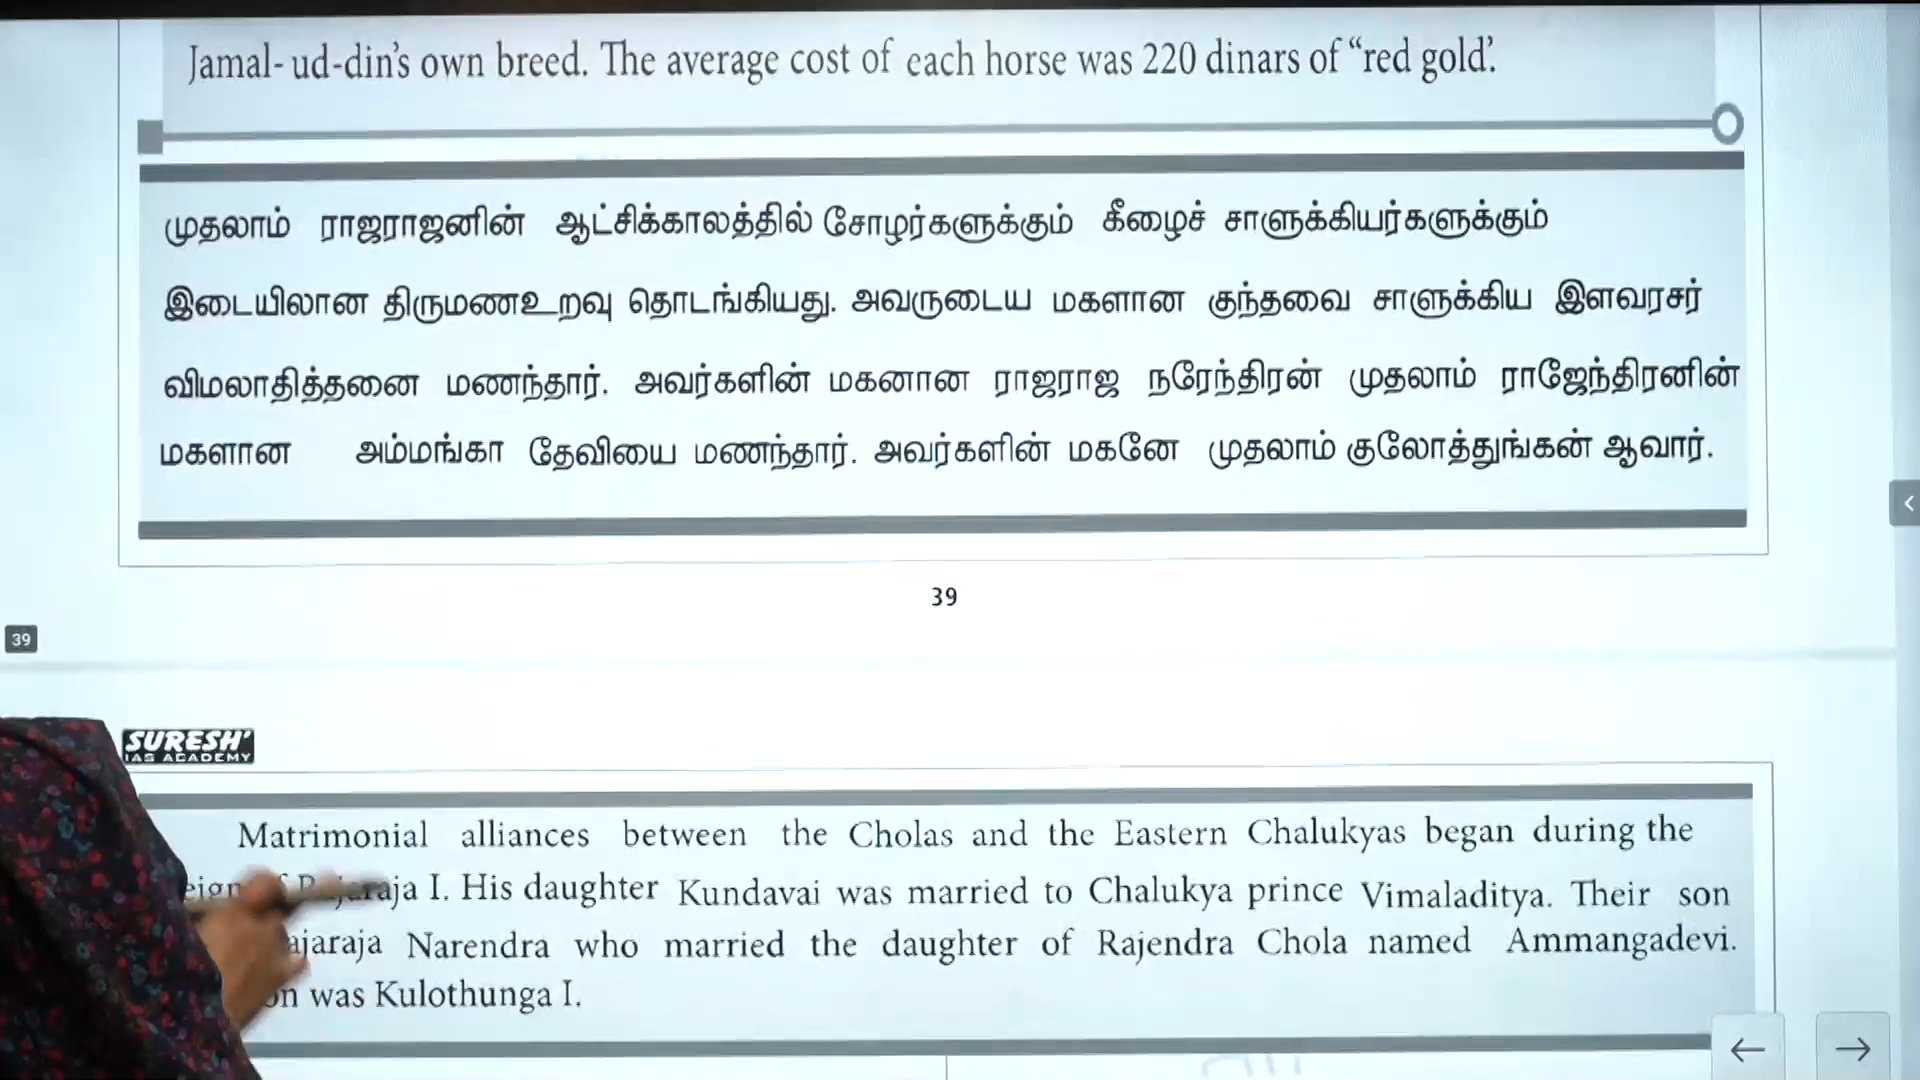 Jamal- ud-din's own breed. The average cost of each horse was 220 dinars of “red gold’.
முதலாம் ராஜராஜனின் ஆட்சிக்காலத்தில் சோழர்களுக்கும் கீழைச் சாளுக்கியர்களுக்கும்
இடையிலான திருமணஉறவு தொடங்கியது. அவருடைய மகளான குந்தவை சாளுக்கிய இளவரசர்
விமலாதித்தனை மணந்தார். அவர்களின் மகனான ராஜராஜ நரேந்திரன் முதலாம் ராஜேந்திரனின்
மகளான அம்மங்கா தேவியை மணந்தார். அவர்களின் மகனே முதலாம் குலோத்துங்கன் ஆவார்.
39
39
SURESH'
IAS ACADEMY
Matrimonial alliances between the Cholas and the Eastern Chalukyas began during the
I. His daughter Kundavai was married to Chalukya prince Vimaladitya. Their son
Narendra who married the daughter of Rajendra Chola named Ammangadevi.
was Kulothunga I.